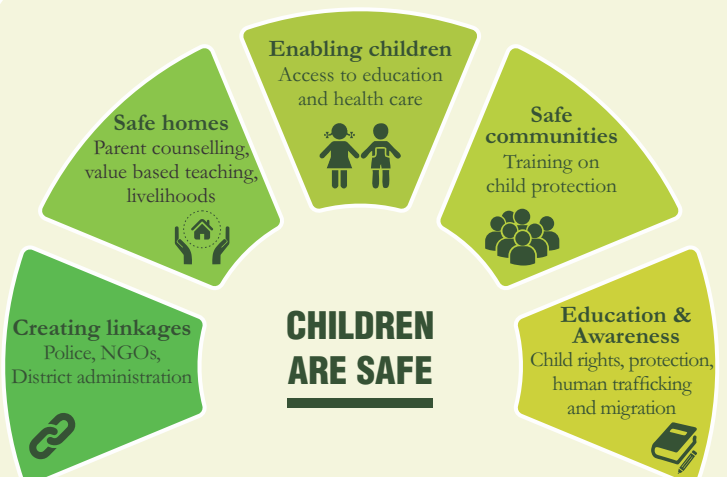 Enabling children
Access to education
and health care
Safe homes
Parent counselling,
value based teaching,
livelihoods
Safe
communities
Training on
child protection
Creating linkages
Police, NGOs,
District administration
CHILDREN
ARE SAFE
Education &
Awareness
Child rights, protection,
human trafficking
and migration